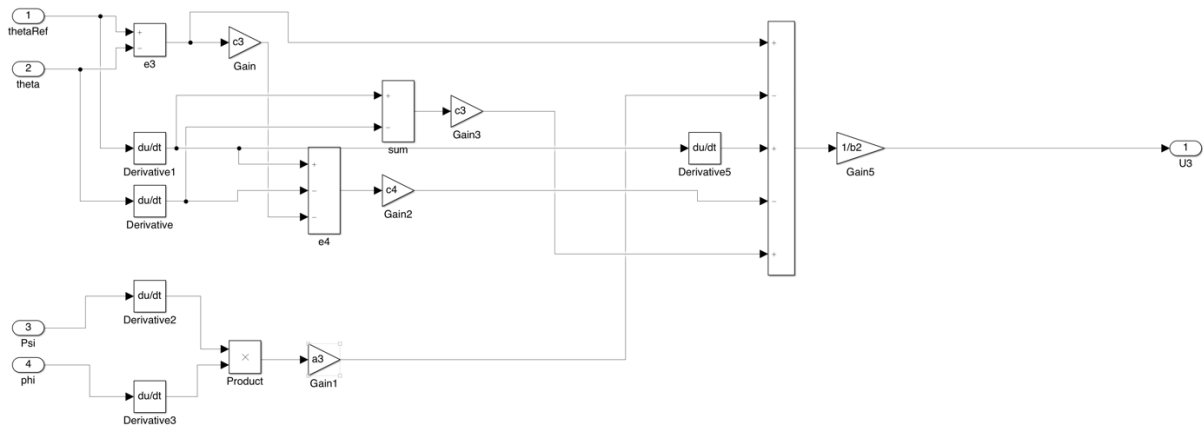 1
thetaRef
2
theta
+
−
e3
c3
Gain
+
−
sum
c3
Gain3
du/dt
Derivative1
du/dt
Derivative
+
−
−
e4
c4
Gain2
du/dt
Derivative5
+
−
+
−
+
1/b2
Gain5
1
U3
3
Psi
4
phi
du/dt
Derivative2
du/dt
Derivative3
×
Product
a3
Gain1